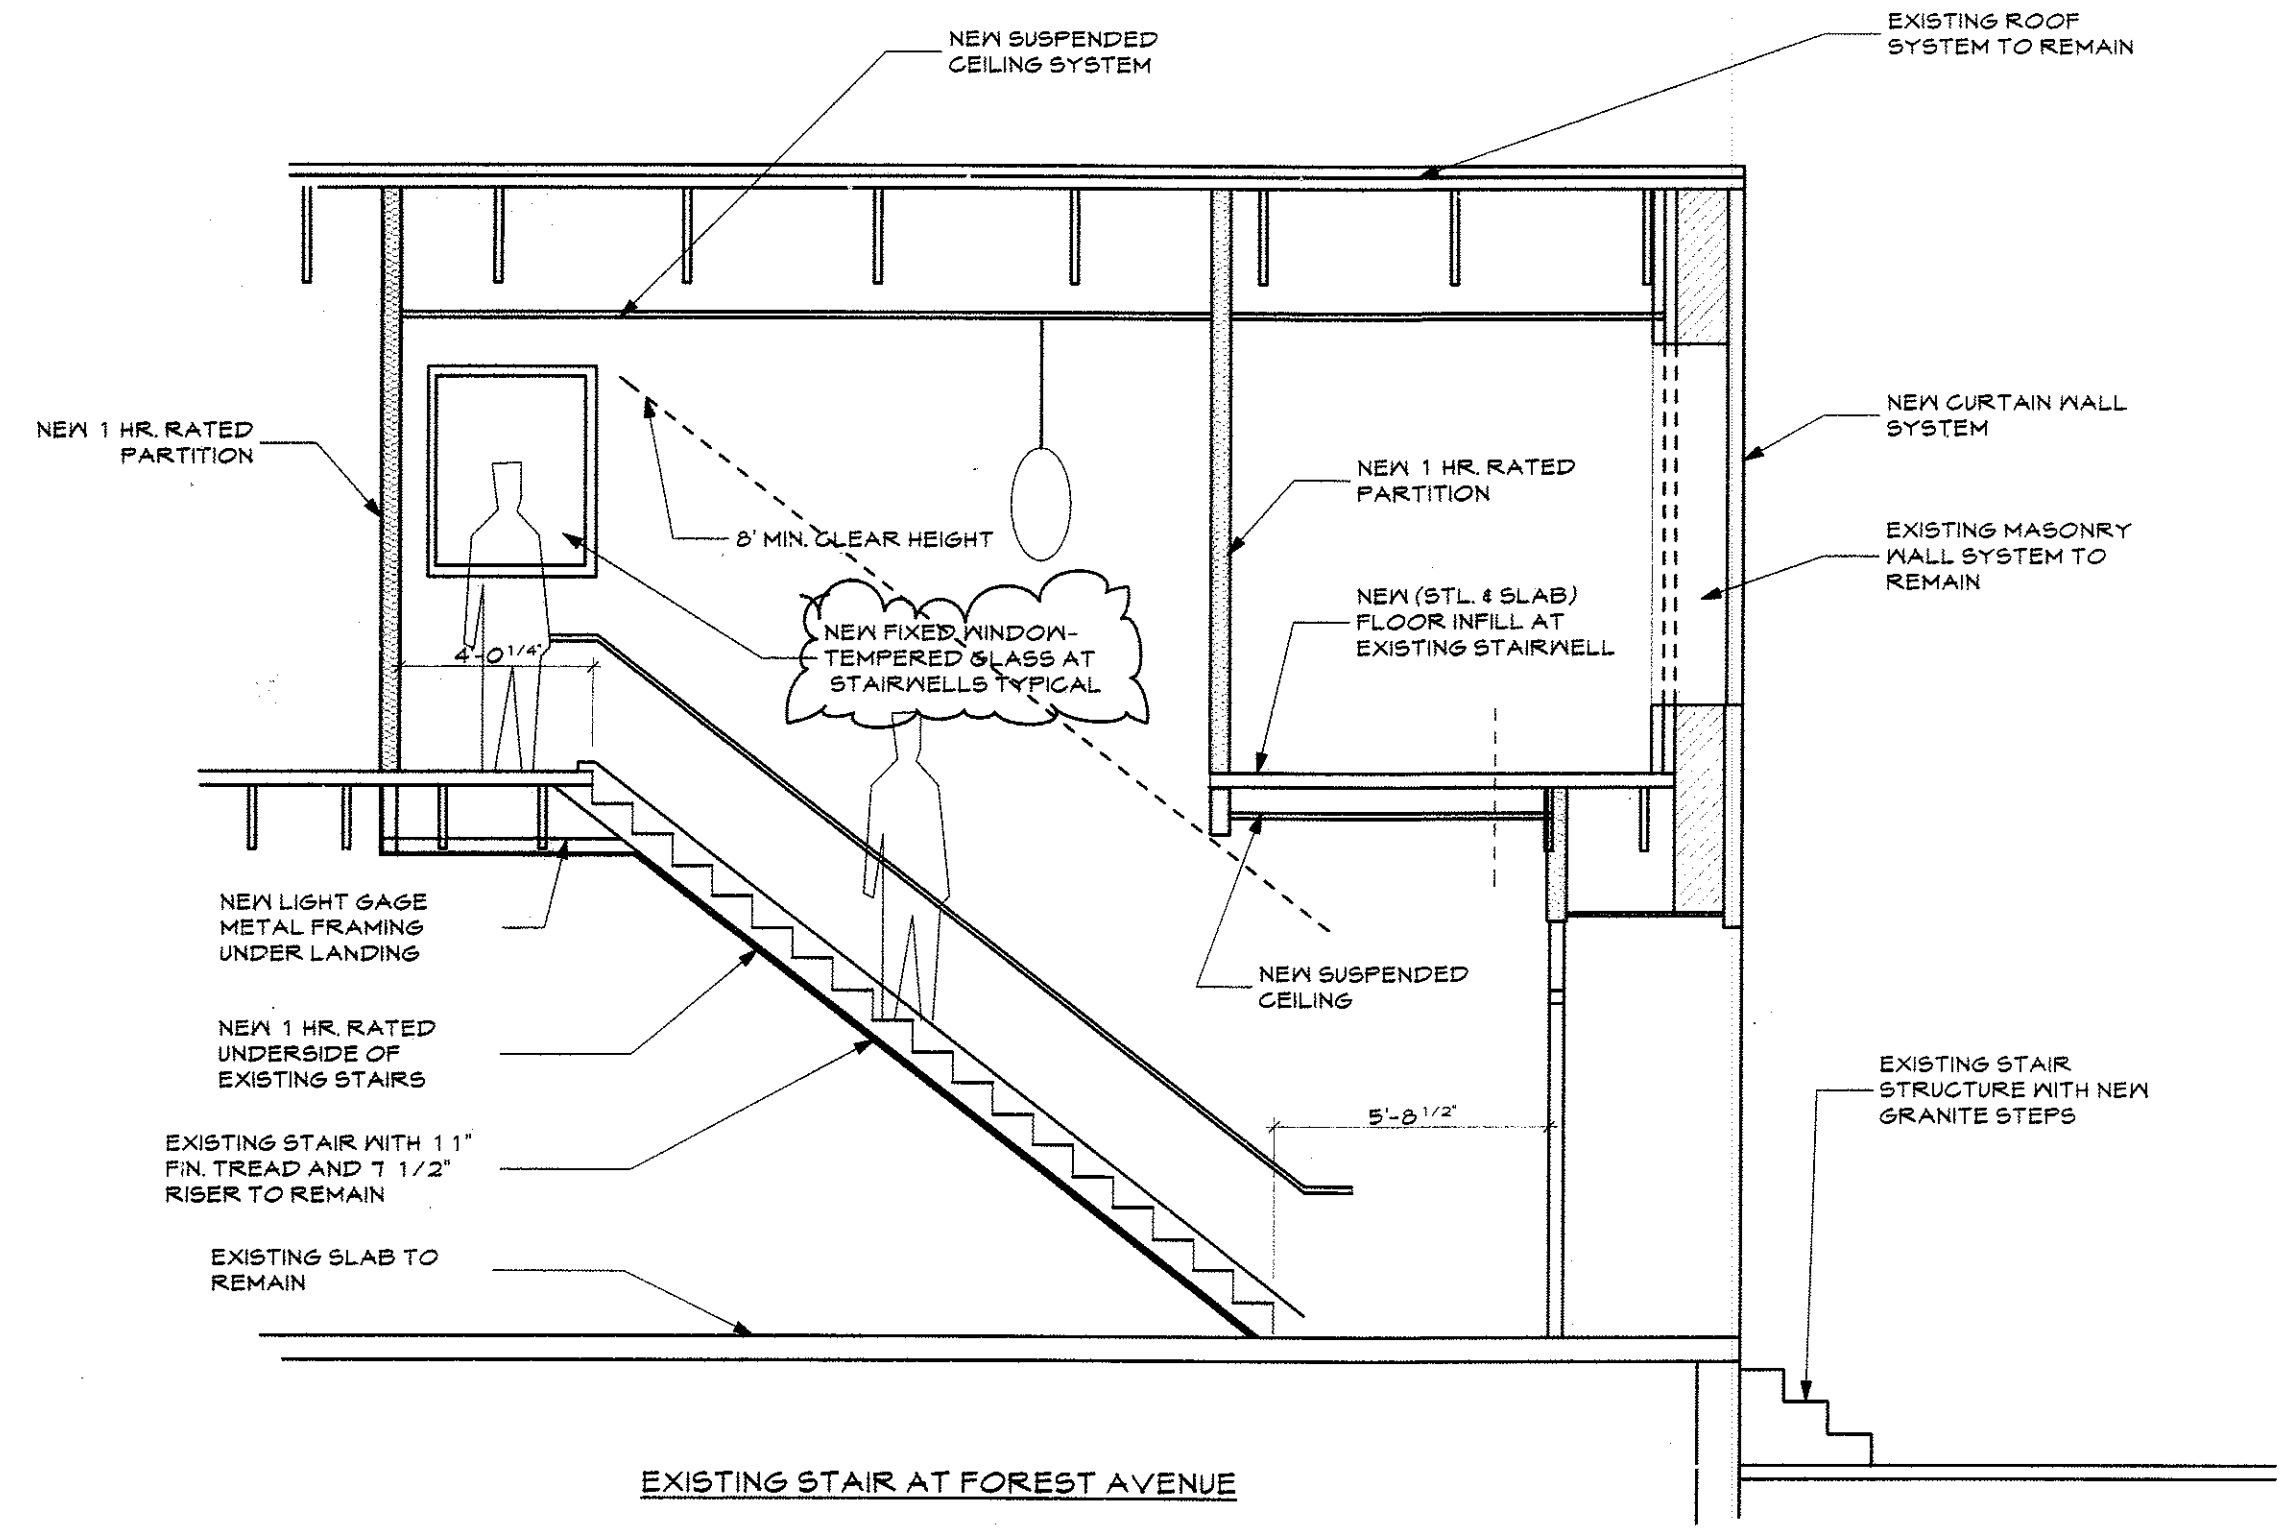 NEW SUSPENDED
CEILING SYSTEM
EXISTING ROOF
SYSTEM TO REMAIN
NEW 1 HR. RATED
PARTITION
NEW CURTAIN WALL
SYSTEM
NEW 1 HR. RATED
PARTITION
8' MIN. CLEAR HEIGHT
EXISTING MASONRY
WALL SYSTEM TO
REMAIN
NEW (STL. & SLAB)
FLOOR INFILL AT
EXISTING STAIRWELL
NEW FIXED WINDOW-
TEMPERED GLASS AT
STAIRWELLS TYPICAL
4'-0 1/4"
NEW LIGHT GAGE
METAL FRAMING
UNDER LANDING
NEW SUSPENDED
CEILING
NEW 1 HR. RATED
UNDERSIDE OF
EXISTING STAIRS
EXISTING STAIR
STRUCTURE WITH NEW
GRANITE STEPS
5'-8 1/2"
EXISTING STAIR WITH 11"
FIN. TREAD AND 7 1/2"
RISER TO REMAIN
EXISTING SLAB TO
REMAIN
EXISTING STAIR AT FOREST AVENUE